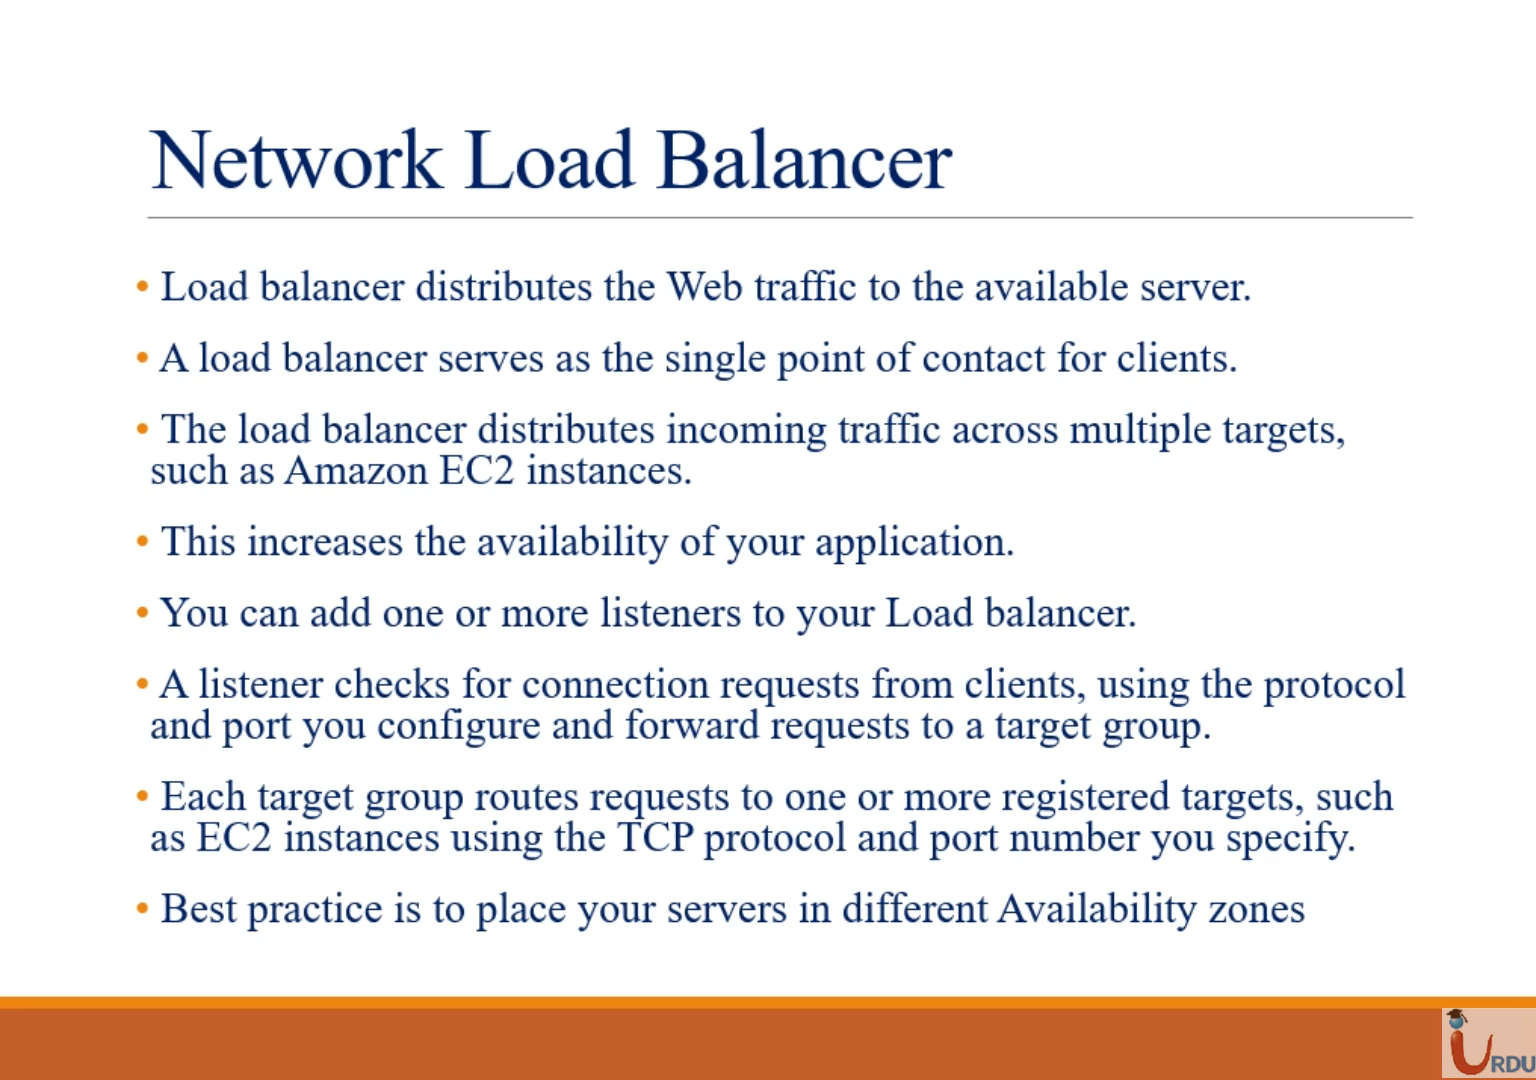 Network Load Balancer
• Load balancer distributes the Web traffic to the available server.
• A load balancer serves as the single point of contact for clients.
• The load balancer distributes incoming traffic across multiple targets,
such as Amazon EC2 instances.
• This increases the availability of your application.
• You can add one or more listeners to your Load balancer.
• A listener checks for connection requests from clients, using the protocol
and port you configure and forward requests to a target group.
• Each target group routes requests to one or more registered targets, such
as EC2 instances using the TCP protocol and port number you specify.
• Best practice is to place your servers in different Availability zones
URDU